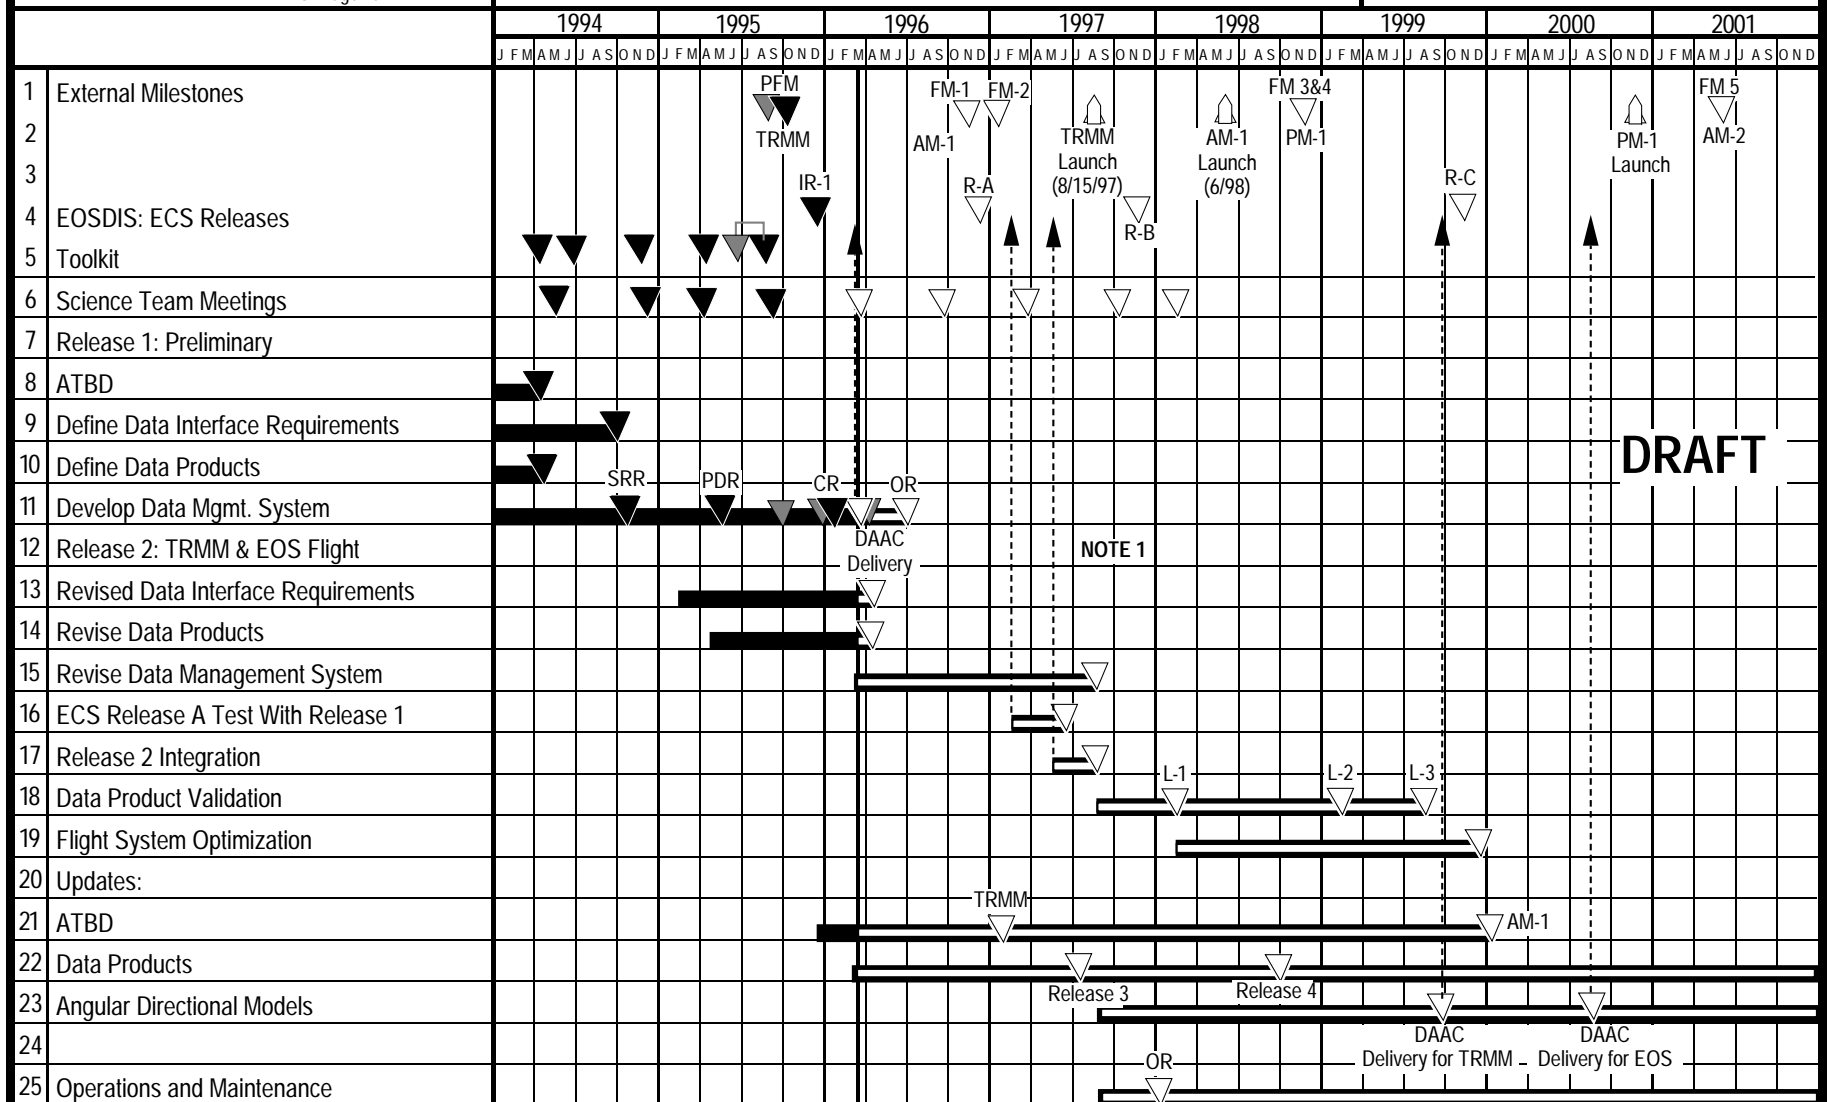 1994 1995 1996 1997 1998 1999 2000 2001
J F M A M J J A S O N D J F M A M J J A S O N D J F M A M J J A S O N D J F M A M J J A S O N D J F M A M J J A S O N D J F M A M J J A S O N D J F M A M J J A S O N D J F M A M J J A S O N D
1 External Milestones PFM FM-1 FM-2 FM 3&4 FM 5
2 TRMM AM-1 TRMM AM-1 PM-1 PM-1 AM-2
Launch Launch Launch
3 IR-1 R-A (8/15/97) (6/98) R-C
4 EOSDIS: ECS Releases R-B
5 Toolkit
6 Science Team Meetings
7 Release 1: Preliminary
8 ATBD
9 Define Data Interface Requirements
DRAFT
10 Define Data Products
SRR PDR CR OR
11 Develop Data Mgmt. System
DAAC
12 Release 2: TRMM & EOS Flight NOTE 1
Delivery
13 Revised Data Interface Requirements
14 Revise Data Products
15 Revise Data Management System
16 ECS Release A Test With Release 1
17 Release 2 Integration
L-1 L-2 L-3
18 Data Product Validation
19 Flight System Optimization
20 Updates:
TRMM
21 ATBD AM-1
22 Data Products
Release 3 Release 4
23 Angular Directional Models
DAAC DAAC
24
OR Delivery for TRMM Delivery for EOS
25 Operations and Maintenance